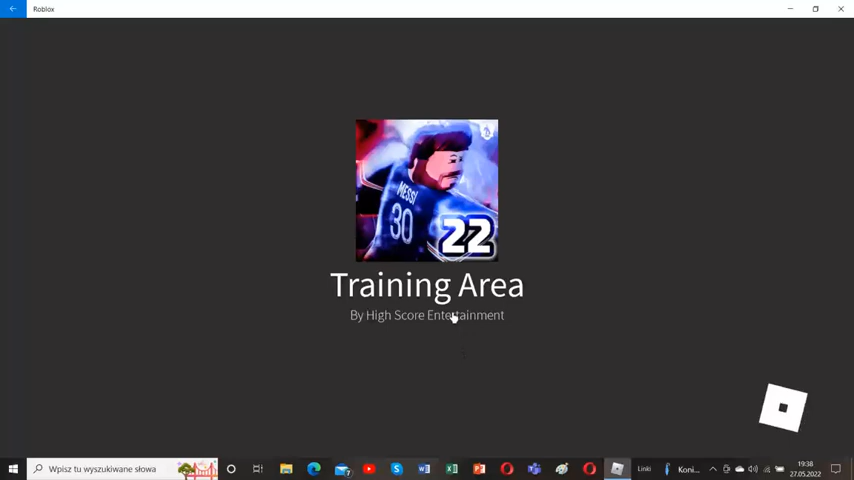 Roblox
MESSI
30
22
Training Area
By High Score Entertainment
Wpisz tu wyszukiwane słowa
7
Linki
Koni...
19:38
27.05.2022